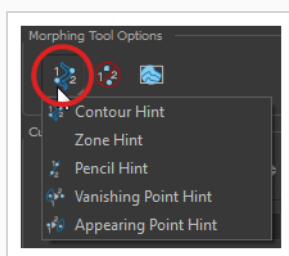 Morphing Tool Options
Contour Hint
Zone Hint
Pencil Hint
Vanishing Point Hint
Appearing Point Hint